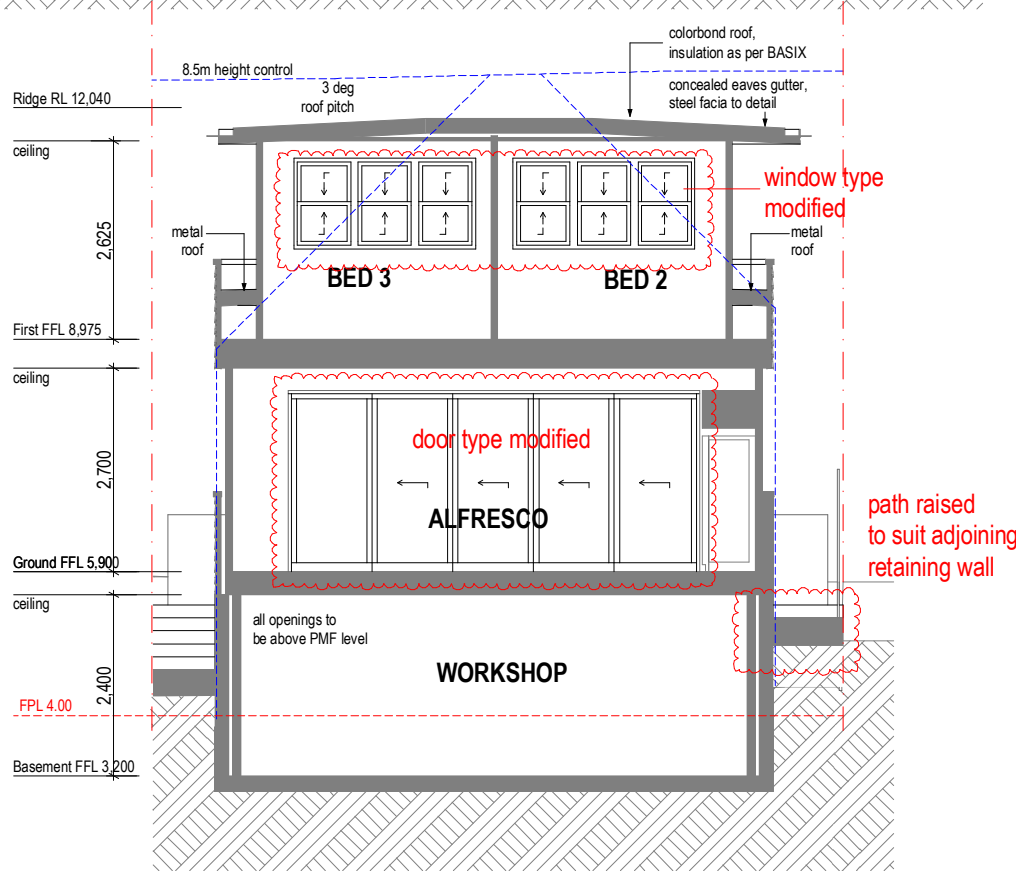 colorbond roof,
insulation as per BASIX
8.5m height control
3 deg
roof pitch
concealed eaves gutter,
steel facia to detail
Ridge RL 12,040
ceiling
window type
modified
2,625
metal
roof
metal
roof
BED 3
BED 2
First FFL 8,975
ceiling
door type modified
2,700
ALFRESCO
path raised
to suit adjoining
retaining wall
Ground FFL 5,900
ceiling
all openings to
be above PMF level
WORKSHOP
2,400
FPL 4.00
Basement FFL 3,200